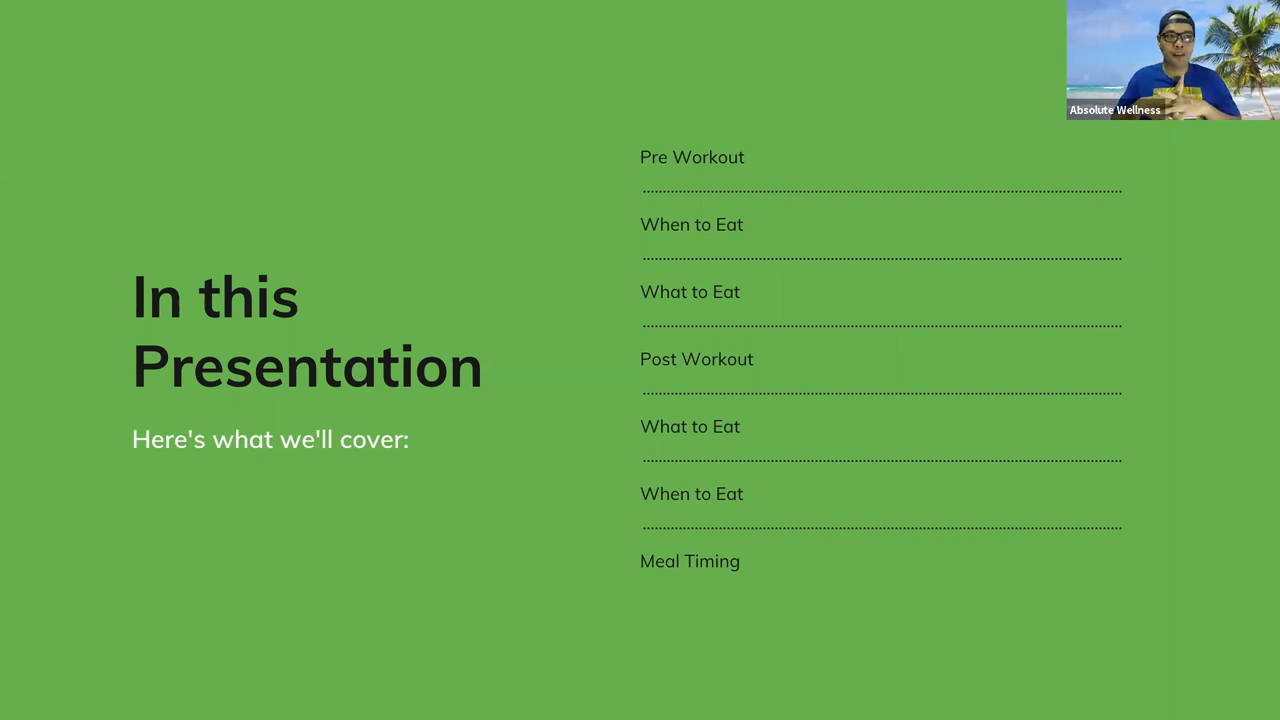 Absolute Wellness
In this
Presentation
Here's what we'll cover:
Pre Workout
When to Eat
What to Eat
Post Workout
What to Eat
When to Eat
Meal Timing